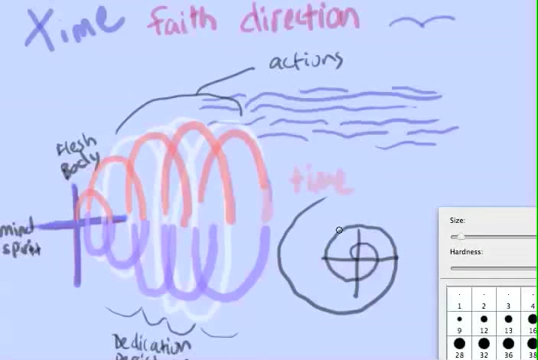 Xime faith direction
actions
Flesh
Body
time
mind
spirit
Dedication
Size:
Hardness:
1 2 3 4
9 12 13 16
28 32 36